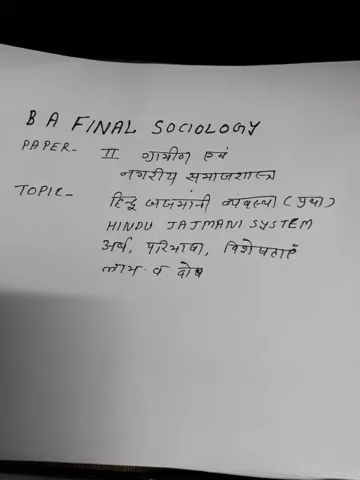 B A FINAL SOCIOLOGY
PAPER- II ग्रामीण एवं
नगरीय समाजशास्त्र
TOPIC- हिन्दू जजमानी व्यवस्था (प्रथा)
HINDU JAJMANI SYSTEM
अर्थ, परिभाषा, विशेषताएँ
लाभ व दोष